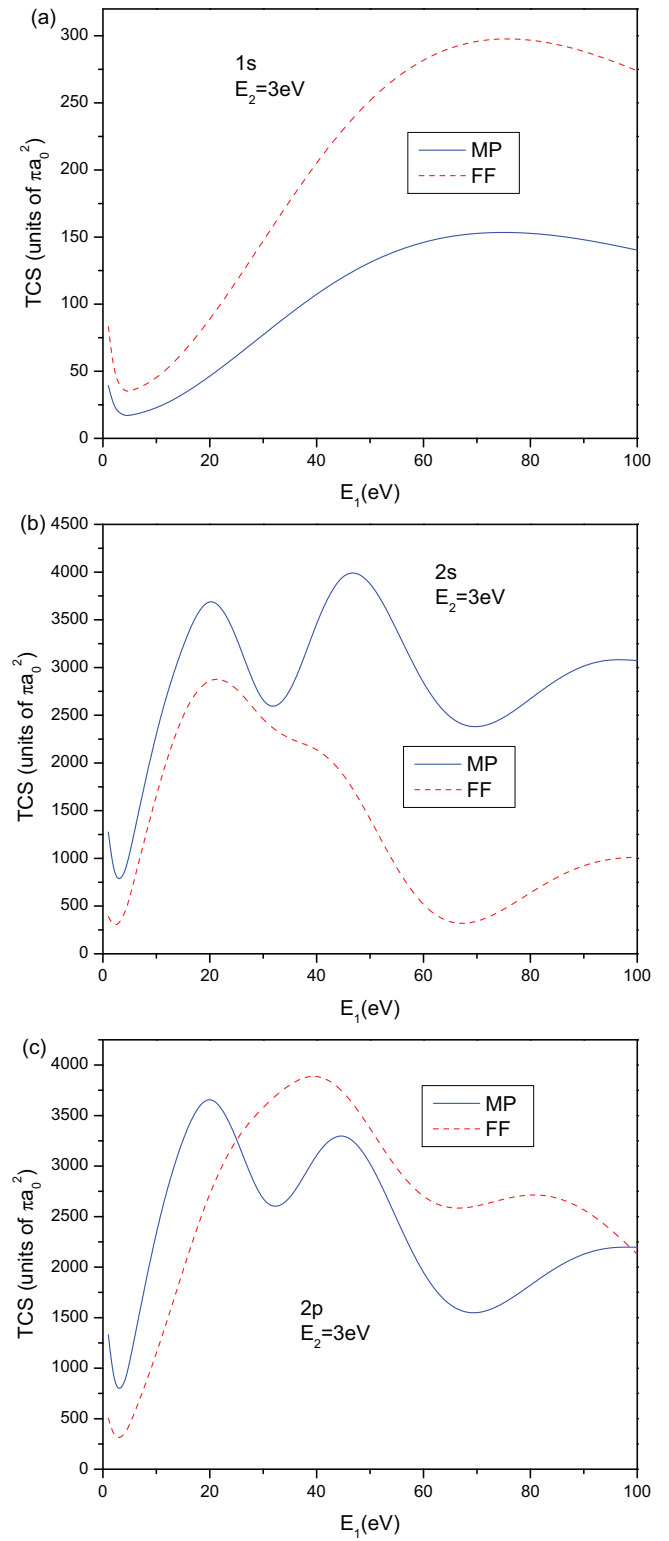 (a)
300
250
200
150
100
50
0
TCS (units of πa₀²)
1s
E₂=3eV
MP
FF
0 20 40 60 80 100
E₁(eV)
(b)
4500
4000
3500
3000
2500
2000
1500
1000
500
0
TCS (units of πa₀²)
2s
E₂=3eV
MP
FF
0 20 40 60 80 100
E₁(eV)
(c)
4000
3500
3000
2500
2000
1500
1000
500
0
TCS (units of πa₀²)
MP
FF
2p
E₂=3eV
0 20 40 60 80 100
E₁(eV)